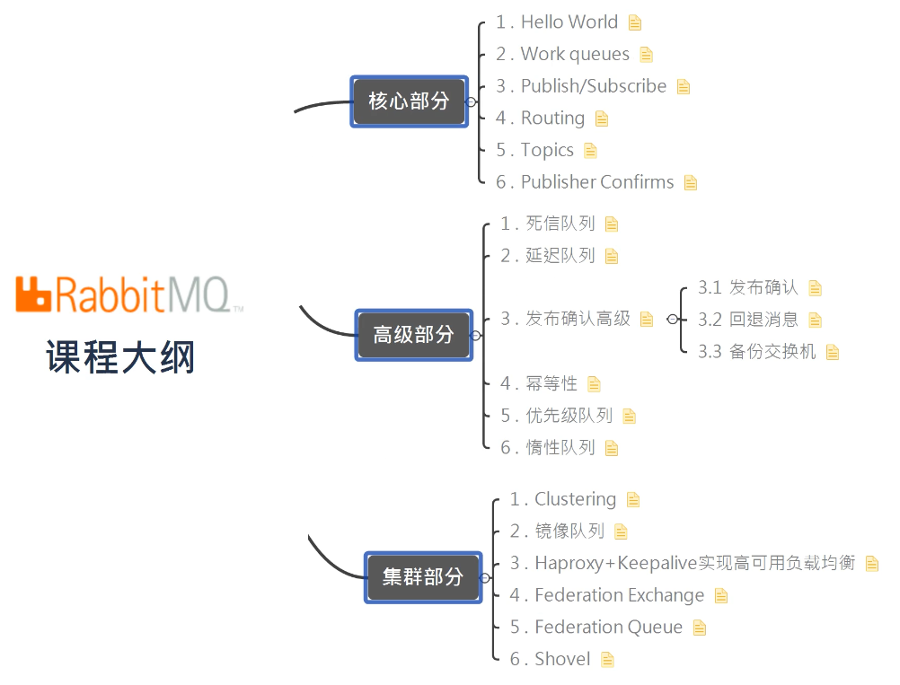 RabbitMQ™
课程大纲
核心部分
1. Hello World
2. Work queues
3. Publish/Subscribe
4. Routing
5. Topics
6. Publisher Confirms
高级部分
1. 死信队列
2. 延迟队列
3. 发布确认高级
3.1 发布确认
3.2 回退消息
3.3 备份交换机
4. 幂等性
5. 优先级队列
6. 惰性队列
集群部分
1. Clustering
2. 镜像队列
3. Haproxy+Keepalive实现高可用负载均衡
4. Federation Exchange
5. Federation Queue
6. Shovel